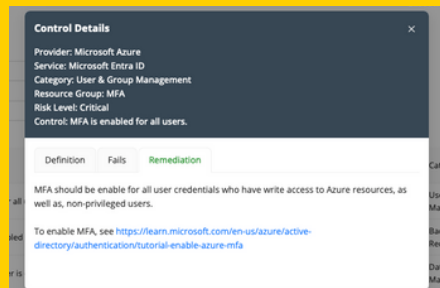 Control Details
×
Provider: Microsoft Azure
Service: Microsoft Entra ID
Category: User & Group Management
Resource Group: MFA
Risk Level: Critical
Control: MFA is enabled for all users.
Definition Fails Remediation
MFA should be enable for all user credentials who have write access to Azure resources, as
well as, non-privileged users.
To enable MFA, see https://learn.microsoft.com/en-us/azure/active-
directory/authentication/tutorial-enable-azure-mfa